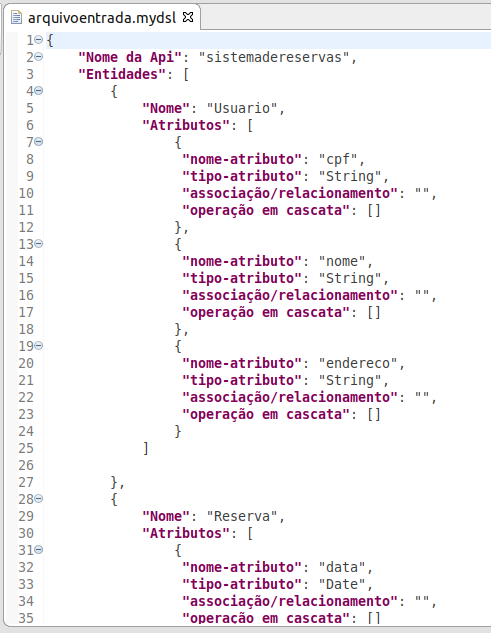 arquivoentrada.mydsl
1 {
2 "Nome da Api": "sistemadereservas",
3 "Entidades": [
4 {
5 "Nome": "Usuario",
6 "Atributos": [
7 {
8 "nome-atributo": "cpf",
9 "tipo-atributo": "String",
10 "associação/relacionamento": "",
11 "operação em cascata": []
12 },
13 {
14 "nome-atributo": "nome",
15 "tipo-atributo": "String",
16 "associação/relacionamento": "",
17 "operação em cascata": []
18 },
19 {
20 "nome-atributo": "endereco",
21 "tipo-atributo": "String",
22 "associação/relacionamento": "",
23 "operação em cascata": []
24 }
25 ]
26
27 },
28 {
29 "Nome": "Reserva",
30 "Atributos": [
31 {
32 "nome-atributo": "data",
33 "tipo-atributo": "Date",
34 "associação/relacionamento": "",
35 "operação em cascata": []